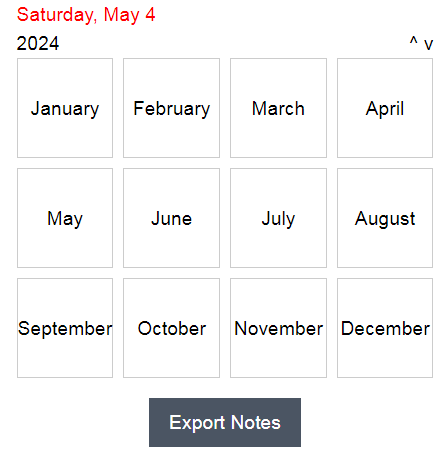 Saturday, May 4
2024 ^ v
January February March April
May June July August
September October November December
Export Notes